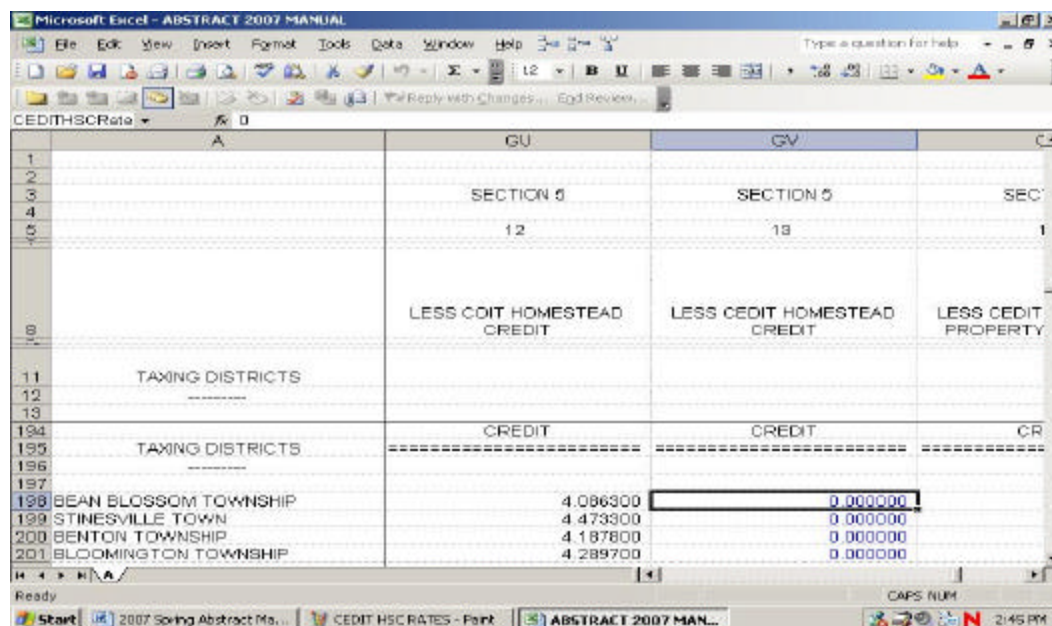 Microsoft Excel - ABSTRACT 2007 MANUAL
File Edit View Insert Format Tools Data Window Help Type a question for help
12 B U
Reply with Changes... End Review...
CEDITHSCRate fx 0
A GU GV
1
2
3 SECTION 5 SECTION 5 SEC
4
5 12 13 1
8 LESS COIT HOMESTEAD CREDIT LESS CEDIT HOMESTEAD CREDIT LESS CEDIT PROPERTY
11 TAXING DISTRICTS
12 ---------
13
194 CREDIT CREDIT CR
195 TAXING DISTRICTS ======================= =======================
196 ---------
197
198 BEAN BLOSSOM TOWNSHIP 4.086300 0.000000
199 STINESVILLE TOWN 4.473300 0.000000
200 BENTON TOWNSHIP 4.187800 0.000000
201 BLOOMINGTON TOWNSHIP 4.289700 0.000000
A
Ready CAPS NUM
Start 2007 Spring Abstract Ma... CEDIT HSC RATES - Paint ABSTRACT 2007 MAN... N 2:45 PM